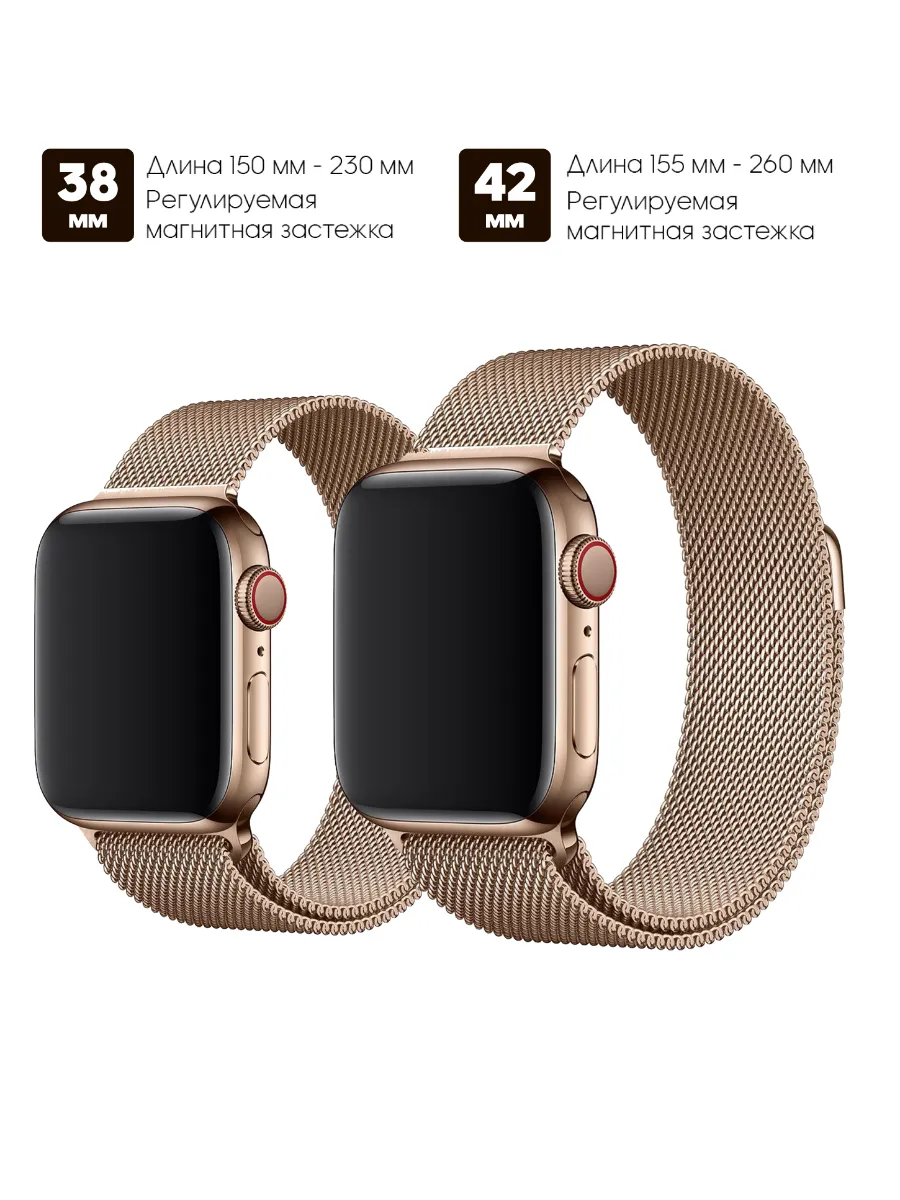 38
мм
Длина 150 мм - 230 мм
Регулируемая
магнитная застежка
42
мм
Длина 155 мм - 260 мм
Регулируемая
магнитная застежка